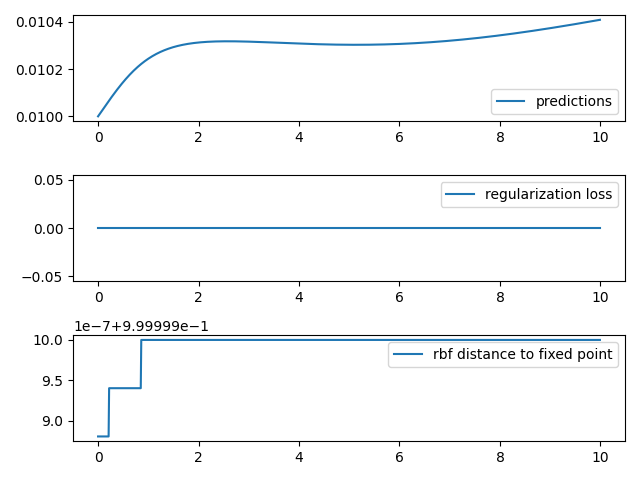 0.0104
0.0102
0.0100
predictions
0 2 4 6 8 10
0.05
0.00
−0.05
regularization loss
0 2 4 6 8 10
1e−7+9.99999e−1
10.0
9.5
9.0
rbf distance to fixed point
0 2 4 6 8 10